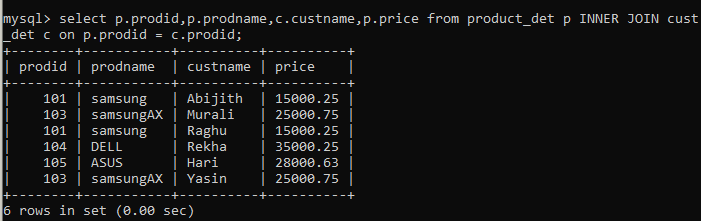 mysql> select p.prodid,p.prodname,c.custname,p.price from product_det p INNER JOIN cust
_det c on p.prodid = c.prodid;
+--------+-----------+----------+----------+
| prodid | prodname  | custname | price    |
+--------+-----------+----------+----------+
|    101 | samsung   | Abijith  | 15000.25 |
|    103 | samsungAX | Murali   | 25000.75 |
|    101 | samsung   | Raghu    | 15000.25 |
|    104 | DELL      | Rekha    | 35000.25 |
|    105 | ASUS      | Hari     | 28000.63 |
|    103 | samsungAX | Yasin    | 25000.75 |
+--------+-----------+----------+----------+
6 rows in set (0.00 sec)